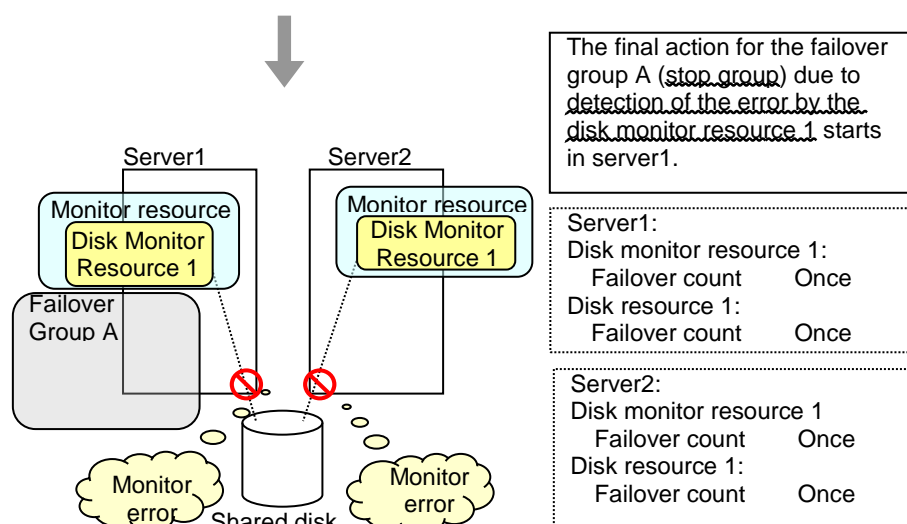 The final action for the failover
group A (stop group) due to
detection of the error by the
disk monitor resource 1 starts
in server1.
Server1
Server2
Monitor resource
Disk Monitor
Resource 1
Monitor resource
Disk Monitor
Resource 1
Failover
Group A
Monitor
error
Shared disk
Monitor
error
Server1:
Disk monitor resource 1:
Failover count Once
Disk resource 1:
Failover count Once
Server2:
Disk monitor resource 1
Failover count Once
Disk resource 1:
Failover count Once